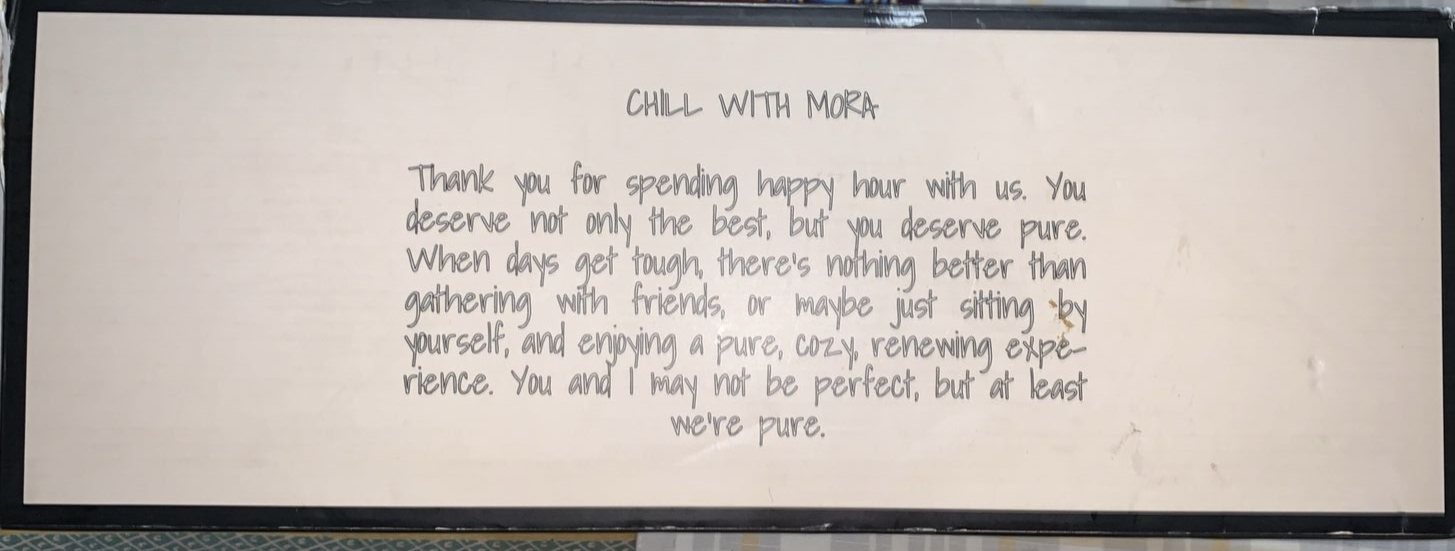 CHILL WITH MORA
Thank you for spending happy hour with us. You
deserve not only the best, but you deserve pure.
When days get tough, there's nothing better than
gathering with friends, or maybe just sitting by
yourself, and enjoying a pure, cozy, renewing expe-
rience. You and I may not be perfect, but at least
we're pure.